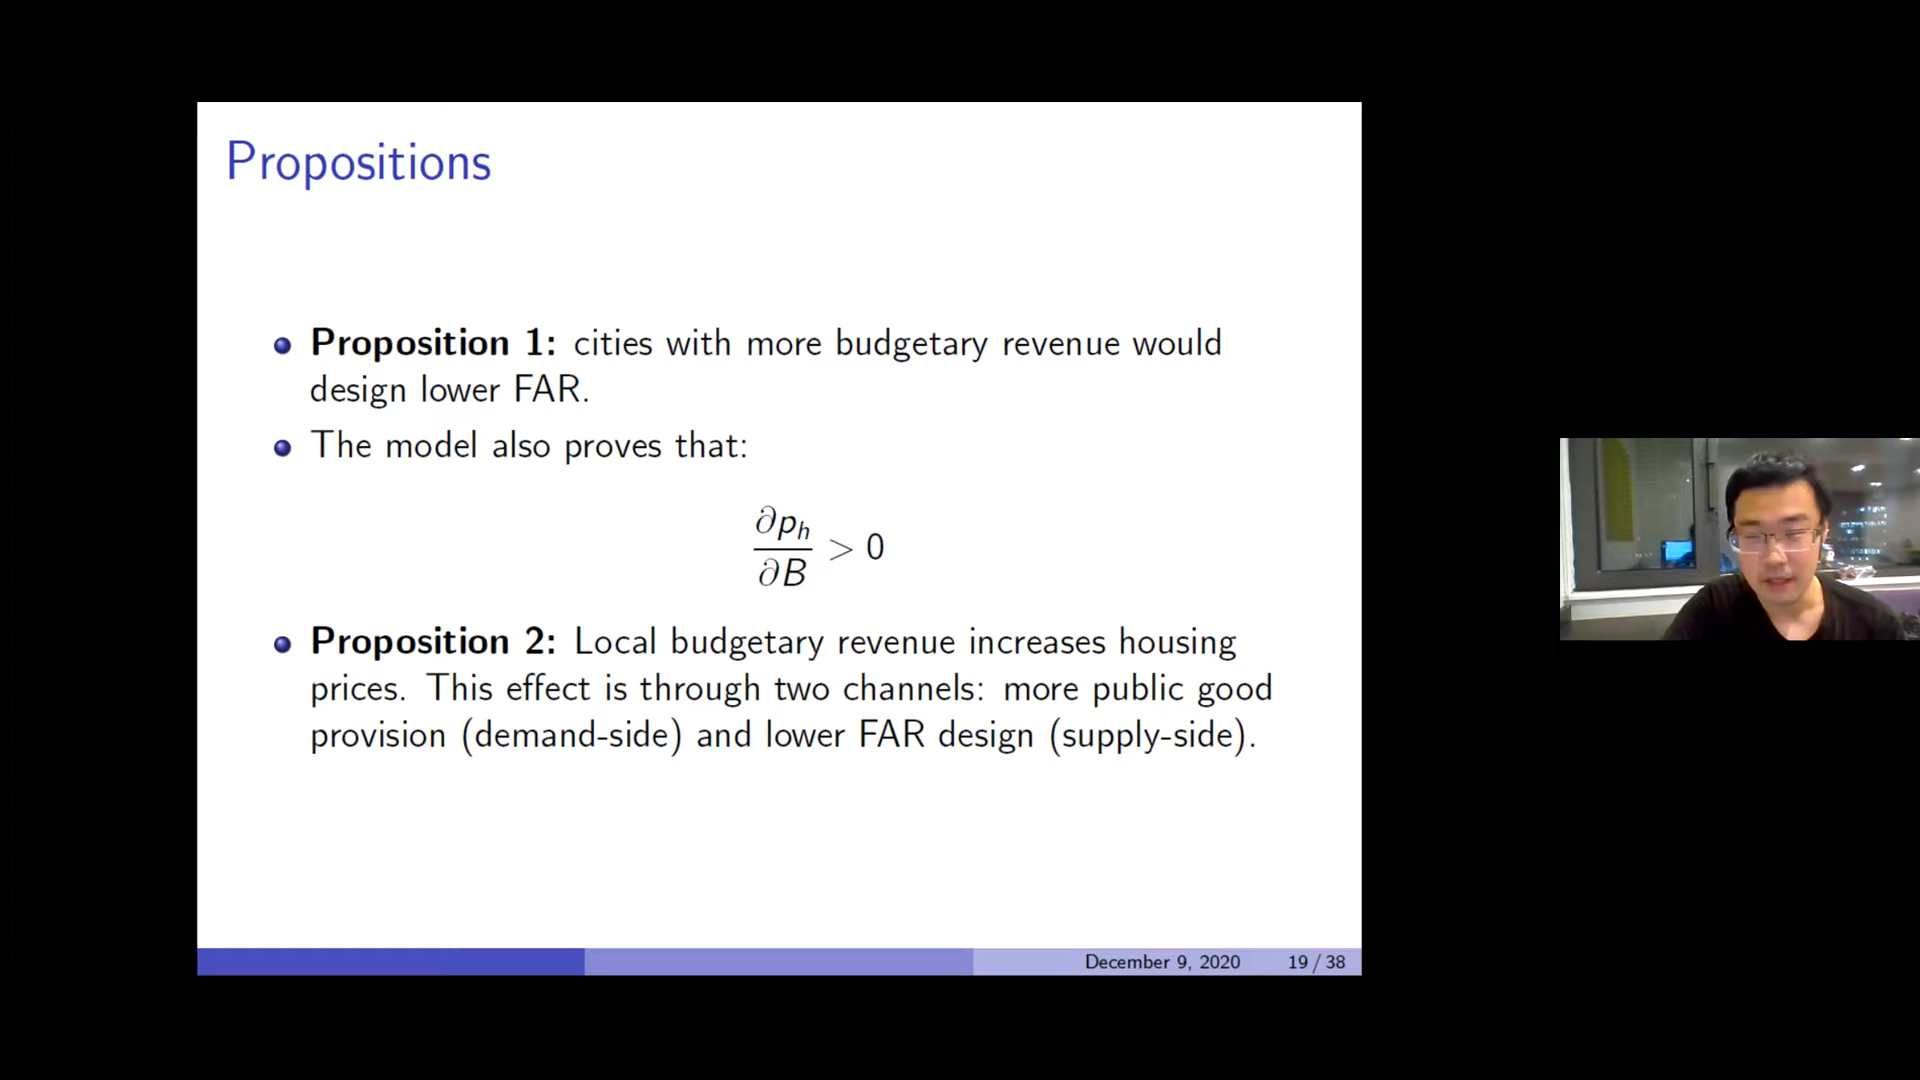 Propositions
Proposition 1: cities with more budgetary revenue would
design lower FAR.
The model also proves that:
∂p_h/∂B > 0
Proposition 2: Local budgetary revenue increases housing
prices. This effect is through two channels: more public good
provision (demand-side) and lower FAR design (supply-side).
December 9, 2020 19 / 38